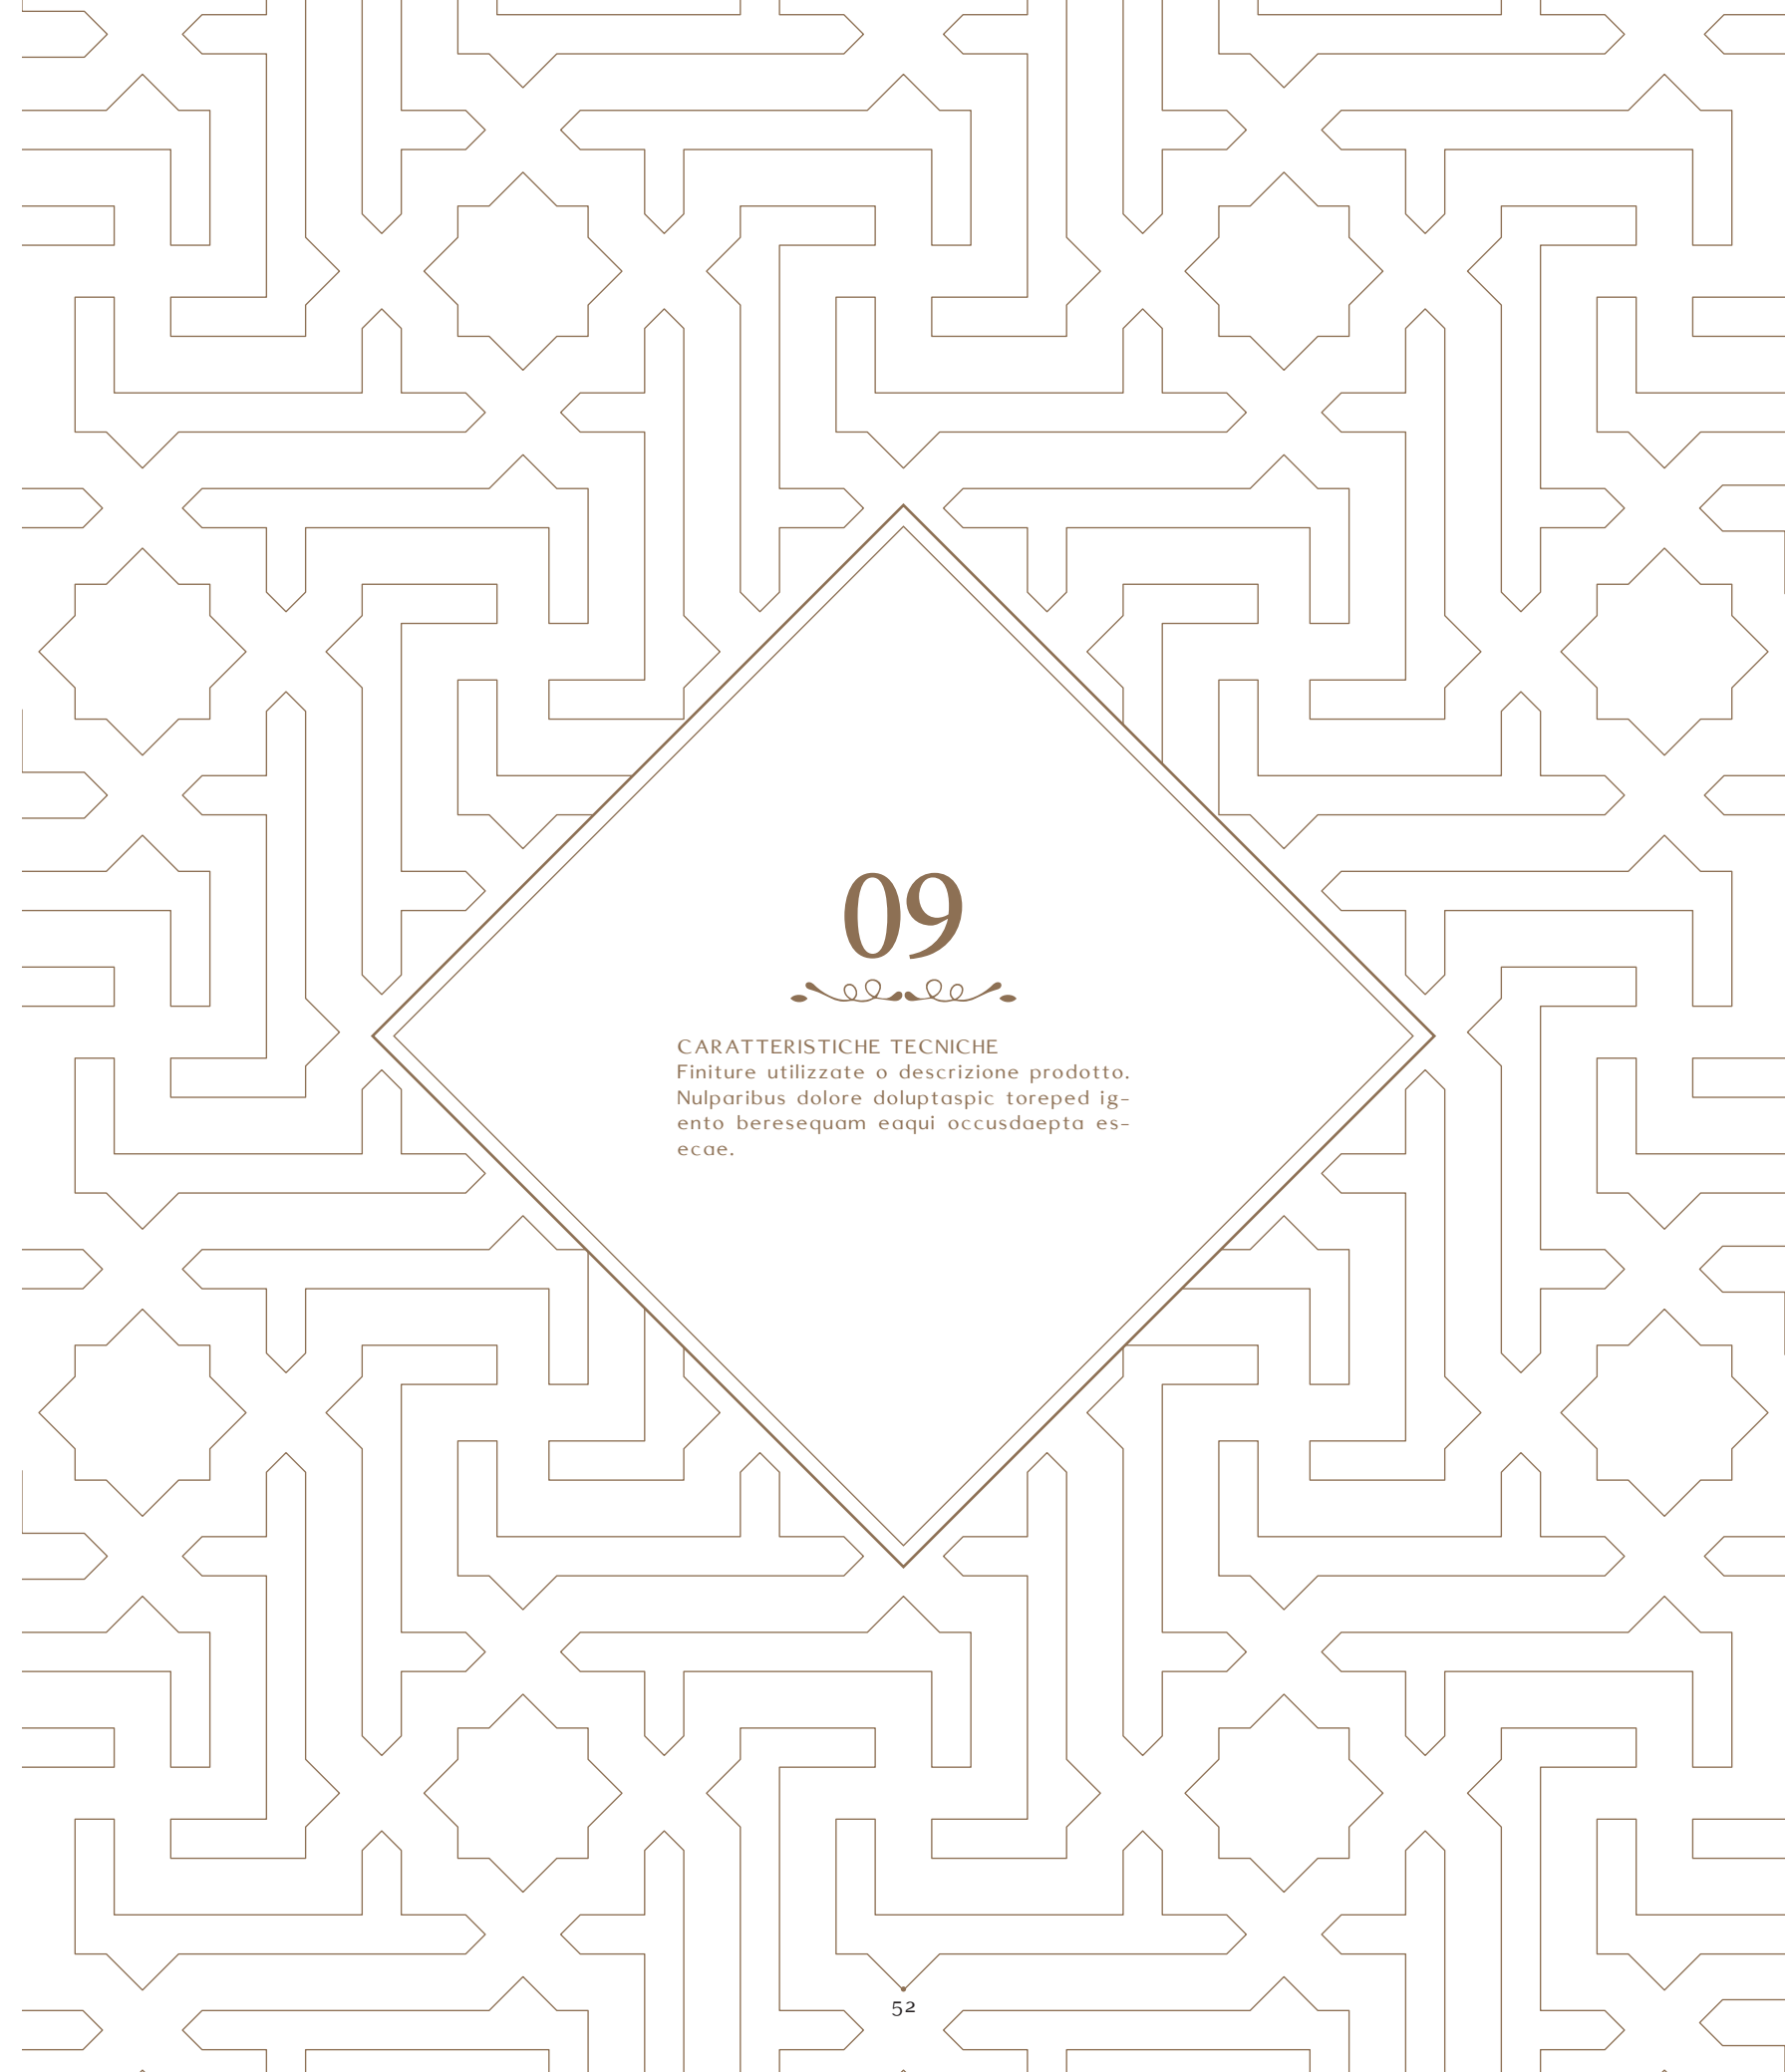 09
CARATTERISTICHE TECNICHE
Finiture utilizzate o descrizione prodotto.
Nulparibus dolore doluptaspic toreped ig-
ento beresequam eaqui occusdaepta es-
ecae.
52